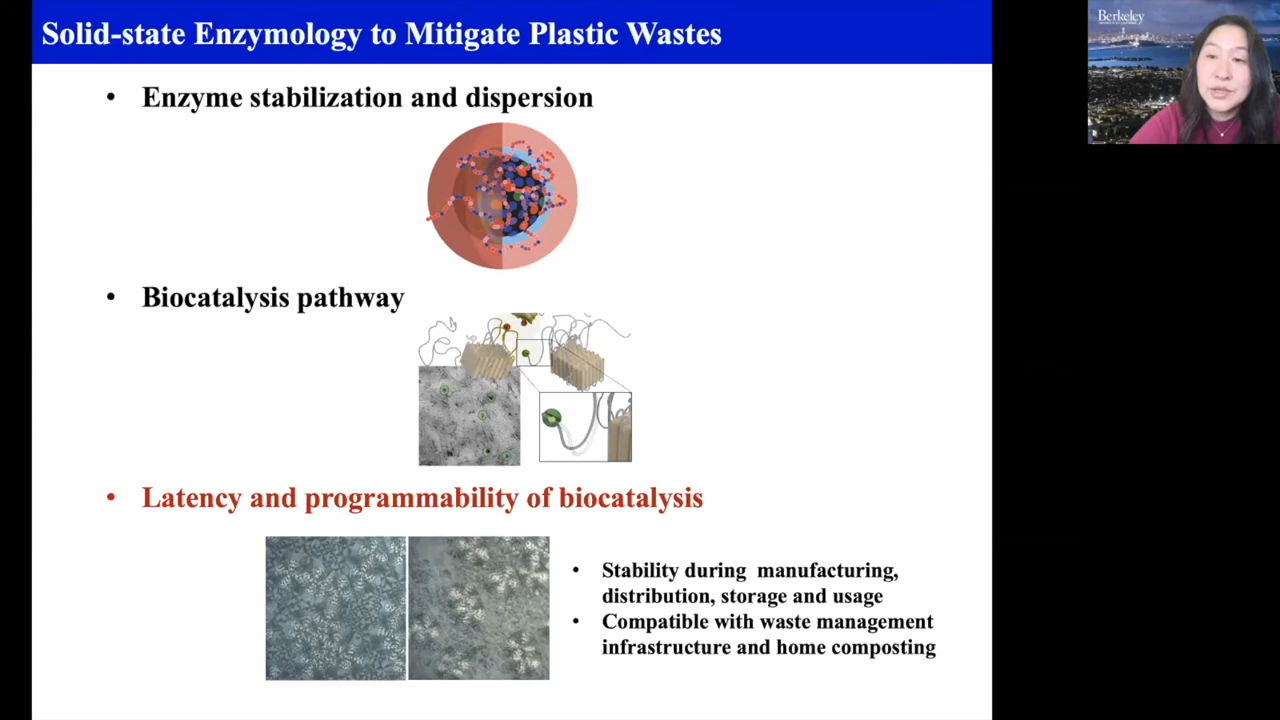 Solid-state Enzymology to Mitigate Plastic Wastes
Berkeley
• Enzyme stabilization and dispersion
• Biocatalysis pathway
• Latency and programmability of biocatalysis
• Stability during manufacturing,
distribution, storage and usage
• Compatible with waste management
infrastructure and home composting